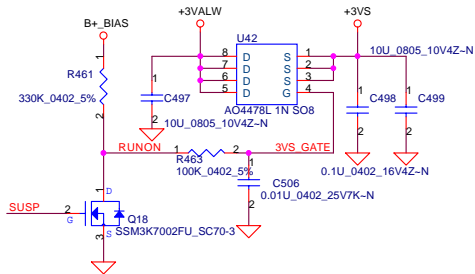 B+_BIAS
+3VALW
+3VS
U42
1
R461
330K_0402_5%
2
8 D S 1
7 D S 2
6 D S 3
5 D G 4
AO4478L 1N SO8
10U_0805_10V4Z~N
1
C497
2
10U_0805_10V4Z~N
1
C498
2
1
C499
2
0.1U_0402_16V4Z~N
RUNON
1
R463
2
100K_0402_5%
3VS_GATE
1
C506
2
0.01U_0402_25V7K~N
SUSP
2
G
1
D
3
S
Q18
SSM3K7002FU_SC70-3